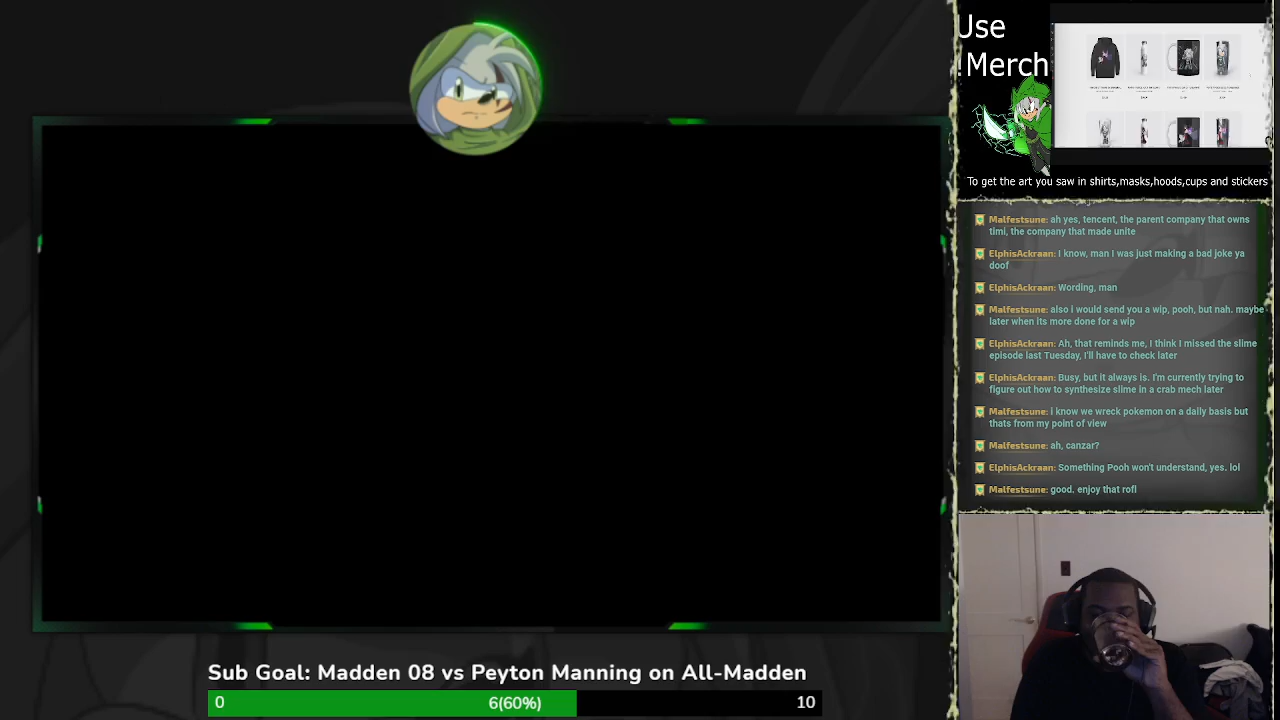 Use
!Merch
To get the art you saw in shirts,masks,hoods,cups and stickers
Malfestsune: ah yes, tencent, the parent company that owns
timi, the company that made unite
ElphisAckraan: I know, man I was just making a bad joke ya
doof
ElphisAckraan: Wording, man
Malfestsune: also i would send you a wip, pooh, but nah. maybe
later when its more done for a wip
ElphisAckraan: Ah, that reminds me, I think I missed the slime
episode last Tuesday, I'll have to check later
ElphisAckraan: Busy, but it always is. I'm currently trying to
figure out how to synthesize slime in a crab mech later
Malfestsune: i know we wreck pokemon on a daily basis but
thats from my point of view
Malfestsune: ah, canzar?
ElphisAckraan: Something Pooh won't understand, yes. lol
Malfestsune: good. enjoy that rofl
Sub Goal: Madden 08 vs Peyton Manning on All-Madden
0 6(60%) 10